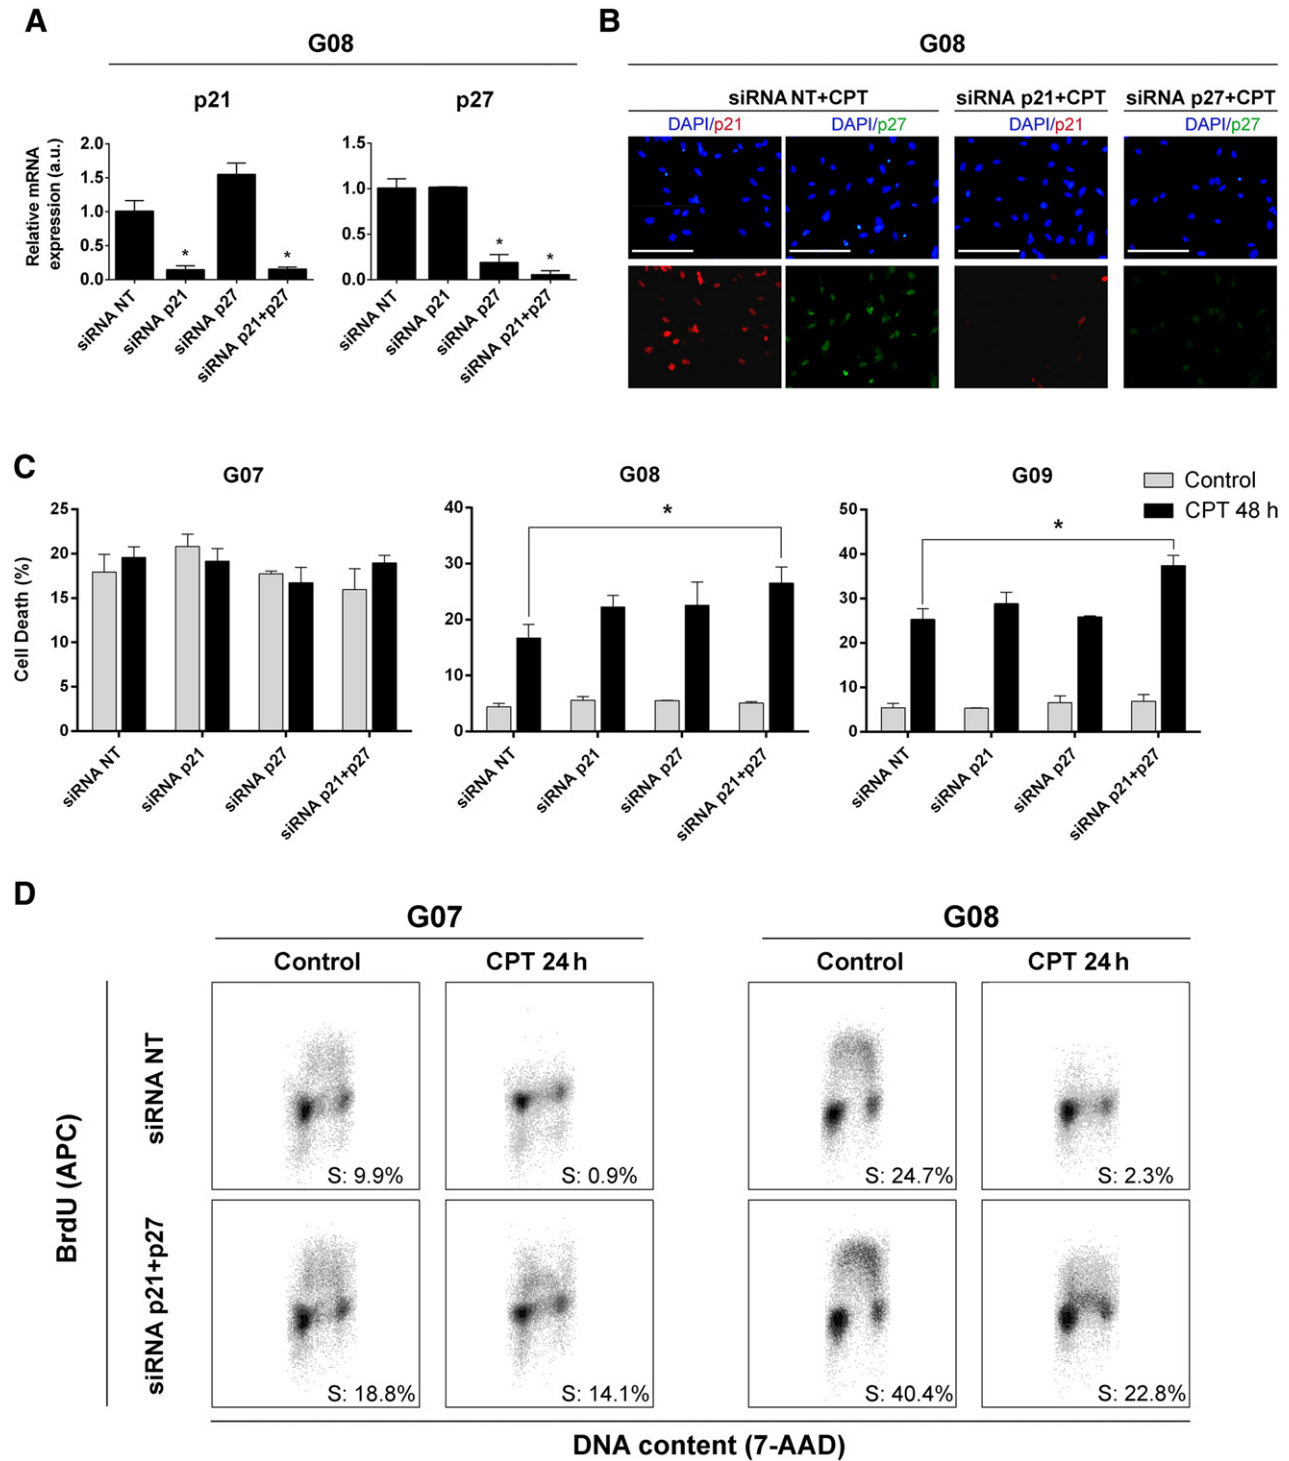 A
G08
p21
p27
Relative mRNA
expression (a.u.)
2.0
1.5
1.0
0.5
0.0
*
*
siRNA NT
siRNA p21
siRNA p27
siRNA p21+p27
1.5
1.0
0.5
0.0
*
*
siRNA NT
siRNA p21
siRNA p27
siRNA p21+p27
B
G08
siRNA NT+CPT
siRNA p21+CPT
siRNA p27+CPT
DAPI/p21
DAPI/p27
DAPI/p21
DAPI/p27
C
G07
Cell Death (%)
25
20
15
10
5
0
siRNA NT
siRNA p21
siRNA p27
siRNA p21+p27
G08
40
30
20
10
0
*
siRNA NT
siRNA p21
siRNA p27
siRNA p21+p27
G09
50
40
30
20
10
0
*
siRNA NT
siRNA p21
siRNA p27
siRNA p21+p27
Control
CPT 48 h
D
G07
G08
Control
CPT 24 h
Control
CPT 24 h
BrdU (APC)
siRNA NT
S: 9.9%
S: 0.9%
S: 24.7%
S: 2.3%
siRNA p21+p27
S: 18.8%
S: 14.1%
S: 40.4%
S: 22.8%
DNA content (7-AAD)